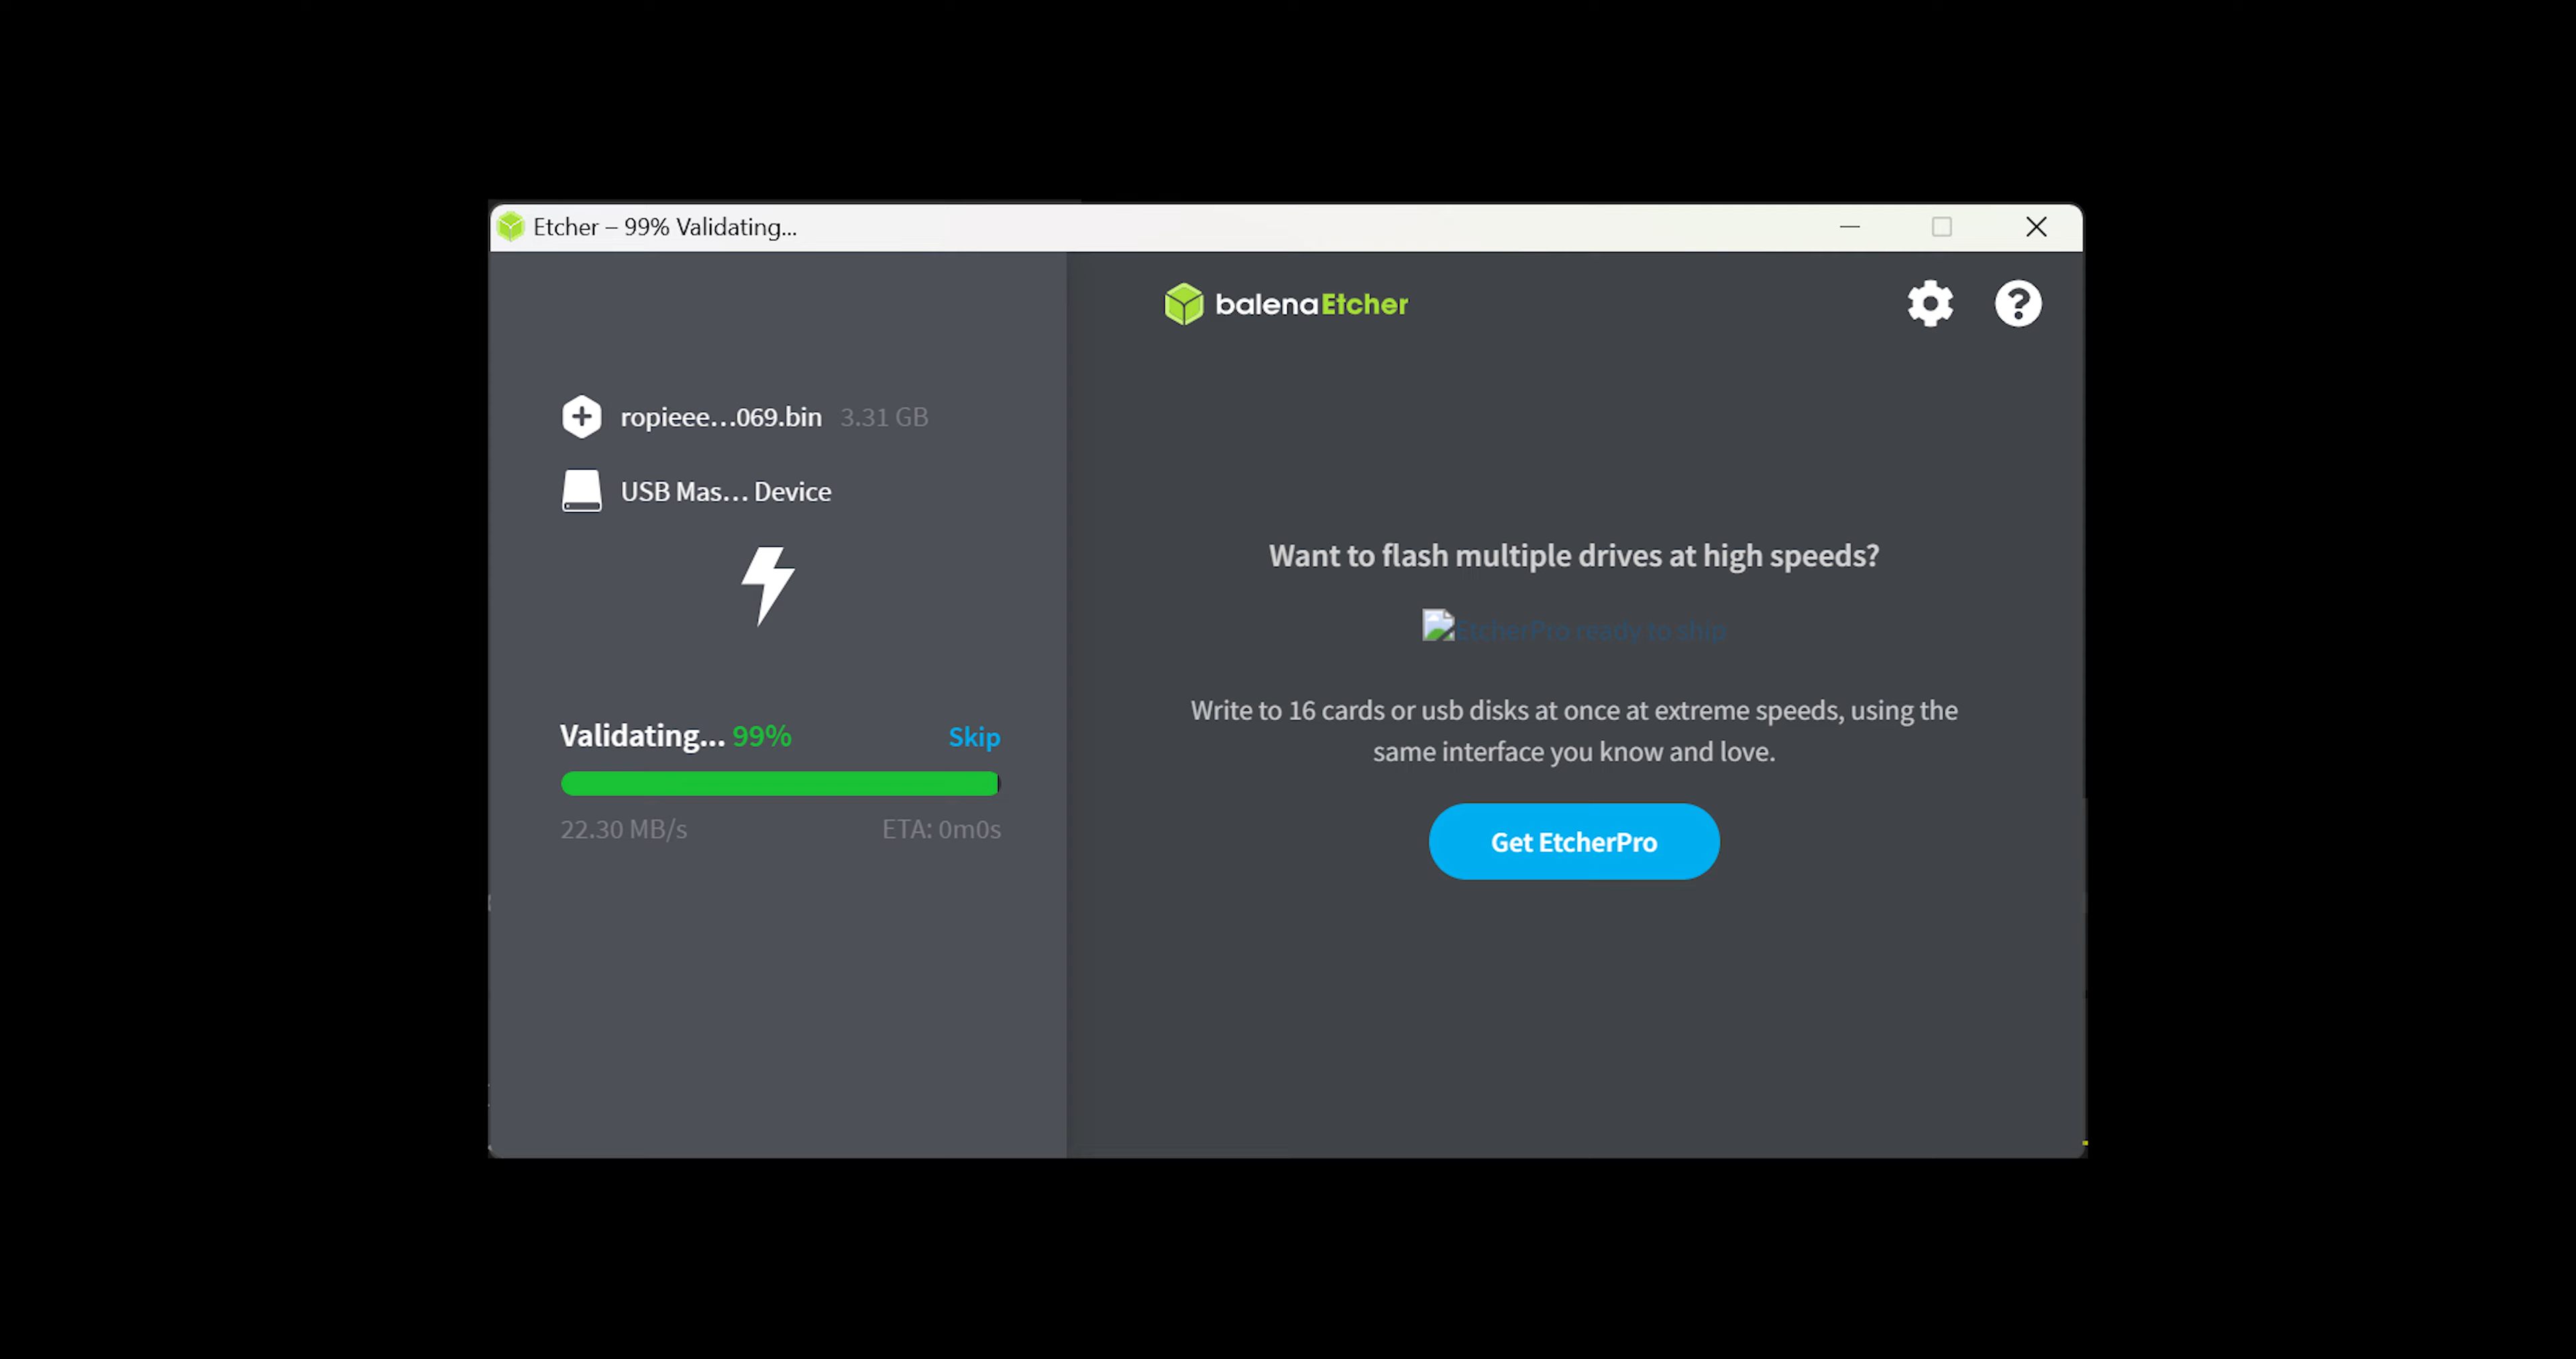 Etcher – 99% Validating...
balenaEtcher
ropieee...069.bin 3.31 GB
USB Mas... Device
Validating... 99% Skip
22.30 MB/s ETA: 0m0s
Want to flash multiple drives at high speeds?
EtcherPro ready to ship
Write to 16 cards or usb disks at once at extreme speeds, using the
same interface you know and love.
Get EtcherPro